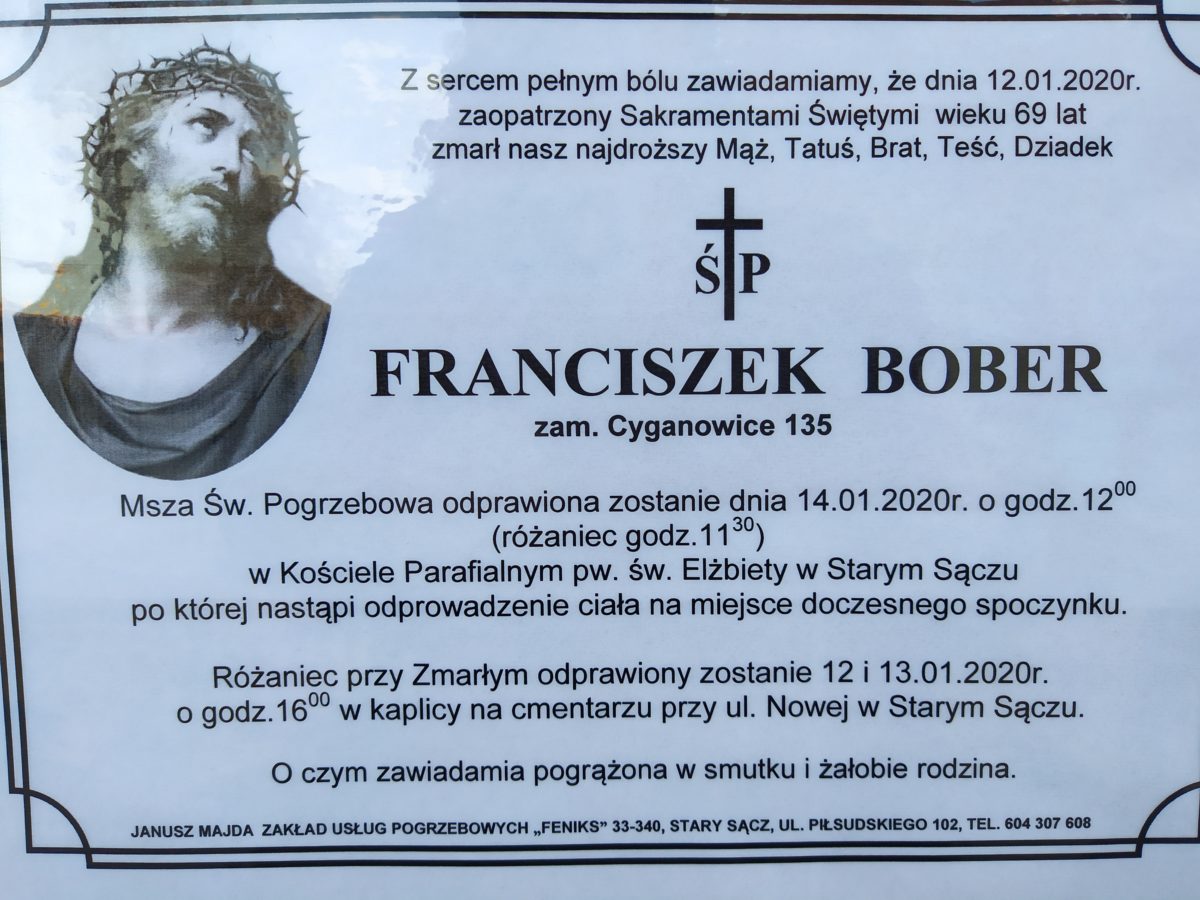 Z sercem pełnym bólu zawiadamiamy, że dnia 12.01.2020r.
zaopatrzony Sakramentami Świętymi wieku 69 lat
zmarł nasz najdroższy Mąż, Tatuś, Brat, Teść, Dziadek
Ś P
FRANCISZEK BOBER
zam. Cyganowice 135
Msza Św. Pogrzebowa odprawiona zostanie dnia 14.01.2020r. o godz.12⁰⁰
(różaniec godz.11³⁰)
w Kościele Parafialnym pw. św. Elżbiety w Starym Sączu
po której nastąpi odprowadzenie ciała na miejsce doczesnego spoczynku.
Różaniec przy Zmarłym odprawiony zostanie 12 i 13.01.2020r.
o godz.16⁰⁰ w kaplicy na cmentarzu przy ul. Nowej w Starym Sączu.
O czym zawiadamia pogrążona w smutku i żałobie rodzina.
JANUSZ MAJDA ZAKŁAD USŁUG POGRZEBOWYCH „FENIKS” 33-340, STARY SĄCZ, UL. PIŁSUDSKIEGO 102, TEL. 604 307 608